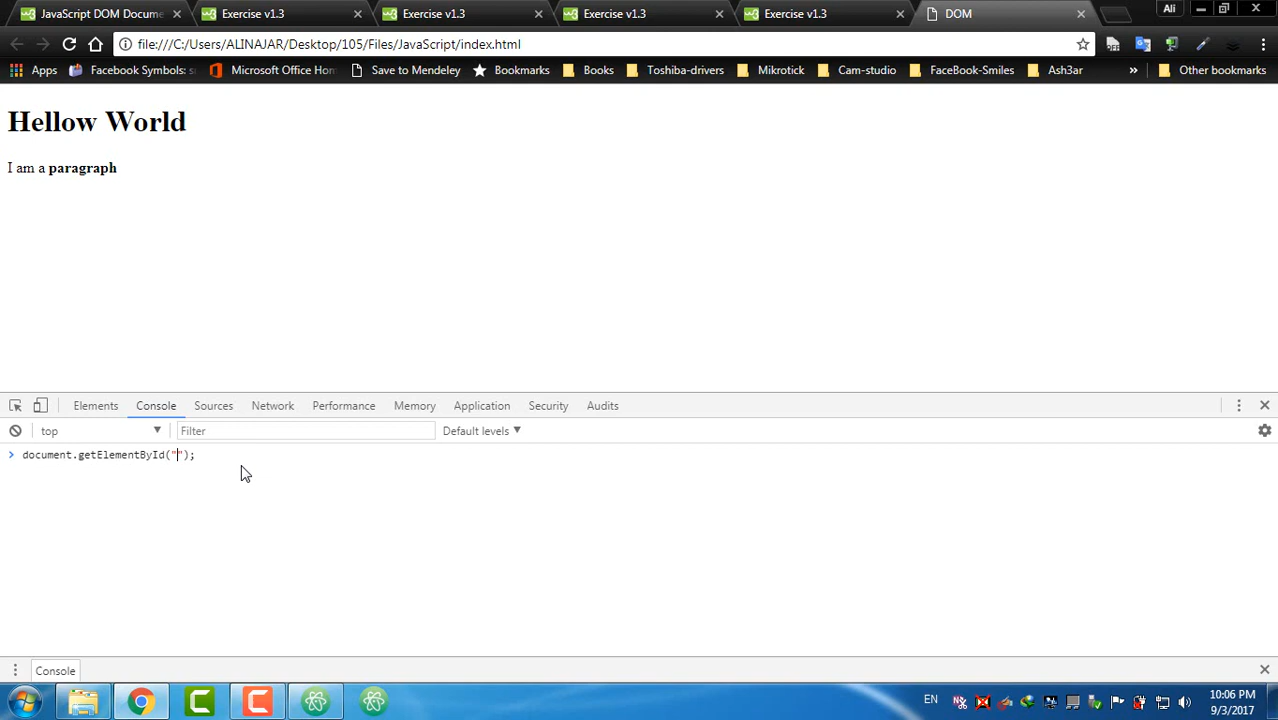 JavaScript DOM Docume
Exercise v1.3
Exercise v1.3
Exercise v1.3
Exercise v1.3
DOM
Ali
file:///C:/Users/ALINAJAR/Desktop/105/Files/JavaScript/index.html
Apps
Facebook Symbols: s
Microsoft Office Hom
Save to Mendeley
Bookmarks
Books
Toshiba-drivers
Mikrotick
Cam-studio
FaceBook-Smiles
Ash3ar
»
Other bookmarks
Hellow World
I am a paragraph
Elements
Console
Sources
Network
Performance
Memory
Application
Security
Audits
top
Filter
Default levels
> document.getElementById("");
Console
EN
10:06 PM
9/3/2017